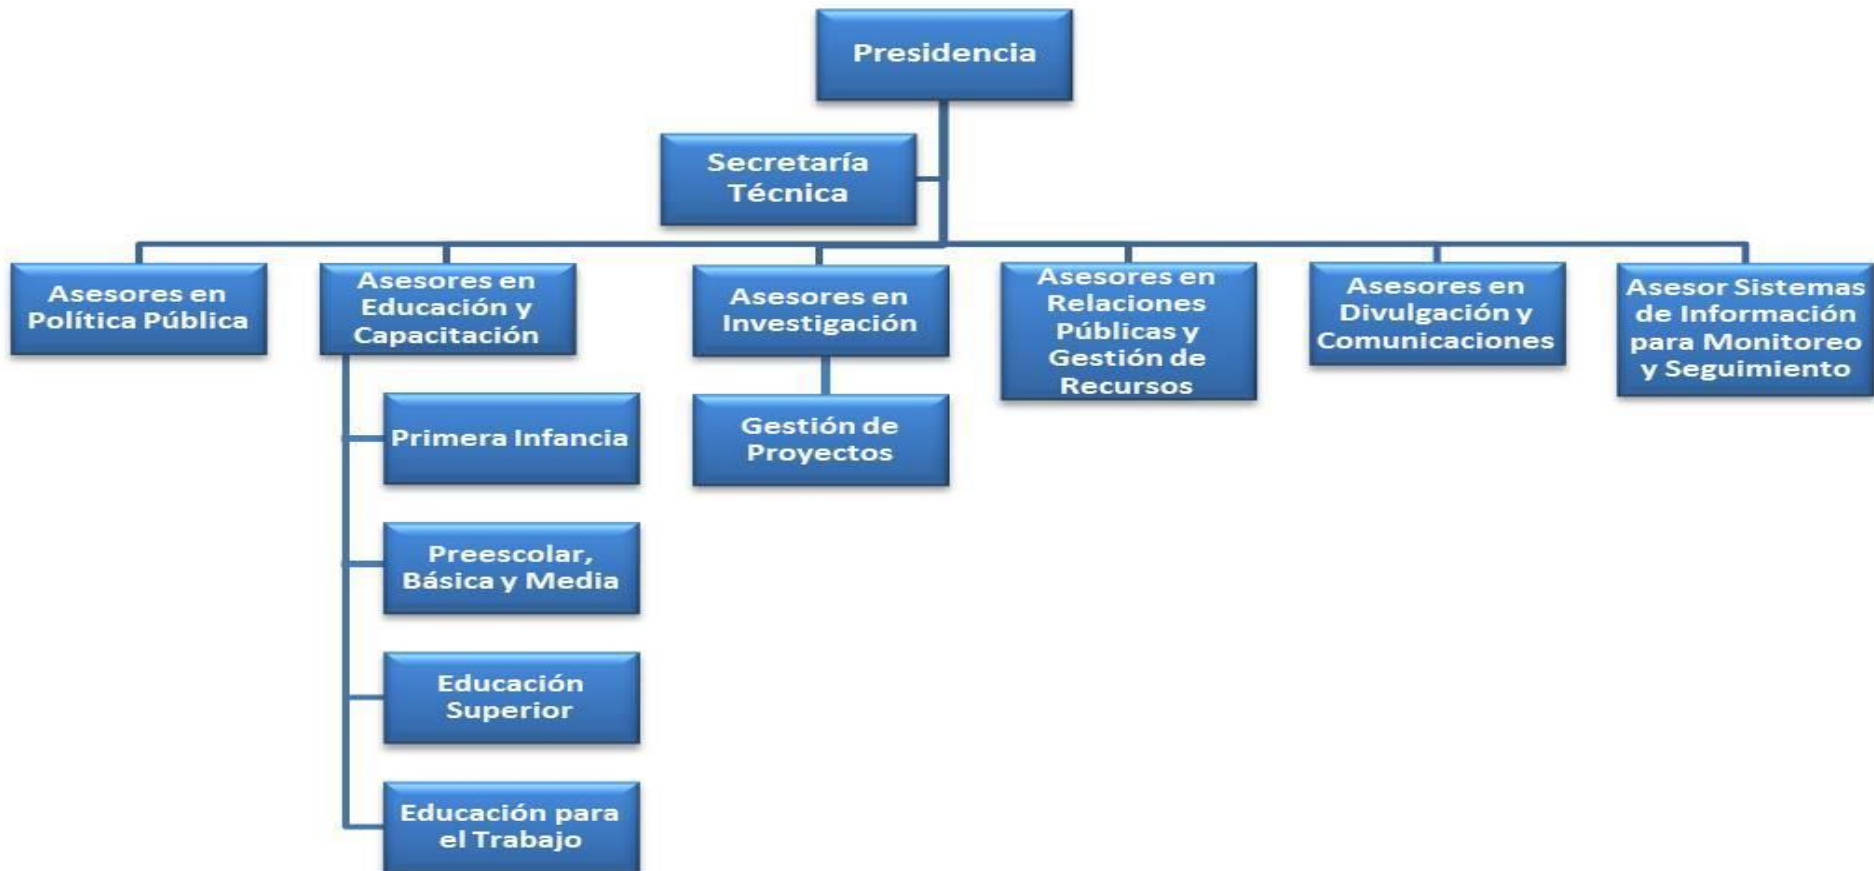 Presidencia
Secretaría
Técnica
Asesores en
Política Pública
Asesores en
Educación y
Capacitación
Asesores en
Investigación
Asesores en
Relaciones
Públicas y
Gestión de
Recursos
Asesores en
Divulgación y
Comunicaciones
Asesor Sistemas
de Información
para Monitoreo
y Seguimiento
Primera Infancia
Preescolar,
Básica y Media
Educación
Superior
Educación para
el Trabajo
Gestión de
Proyectos